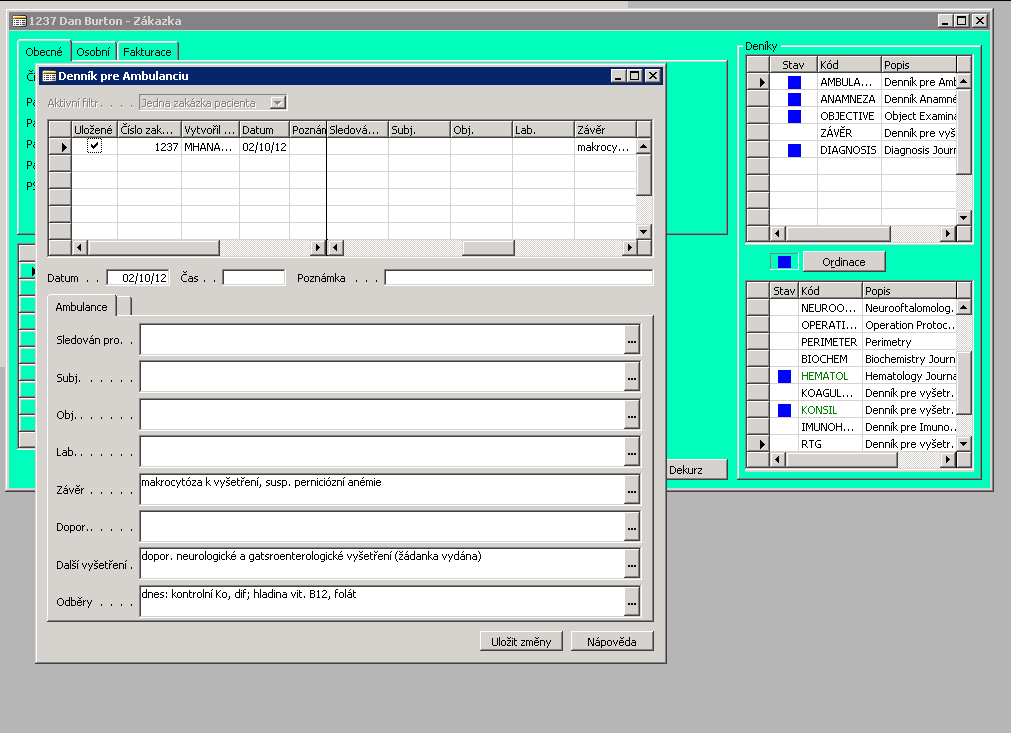 1237 Dan Burton - Zákazka
Obecné Osobní Fakturace
Denník pre Ambulanciu
Aktivní filtr . . . . Jedna zakázka pacienta
Uložené Číslo zak... Vytvořil ... Datum Poznán Sledová... Subj. Obj. Lab. Závěr
1237 MHANA... 02/10/12 makrocy...
Datum . . 02/10/12 Čas . . Poznámka . . .
Ambulance
Sledován pro. .
Subj. . . . . . .
Obj. . . . . . .
Lab. . . . . . .
Závěr . . . . . makrocytóza k vyšetření, susp. perniciózní anémie
Dopor. . . . . .
Další vyšetření . dopor. neurologické a gatsroenterologické vyšetření (žádanka vydána)
Odběry . . . . dnes: kontrolní Ko, dif; hladina vit. B12, folát
Uložit změny Nápověda
Dekurz
Deníky
Stav Kód Popis
AMBULA... Denník pre Amb
ANAMNEZA Denník Anamné
OBJECTIVE Object Examina
ZÁVĚR Denník pre vyš
DIAGNOSIS Diagnosis Journ
Ordinace
Stav Kód Popis
NEUROO... Neurooftalomolog.
OPERATI... Operation Protoc..
PERIMETER Perimetry
BIOCHEM Biochemistry Journ
HEMATOL Hematology Journa
KOAGUL... Denník pre vyšetr.
KONSIL Denník pre vyšetr.
IMUNOH... Denník pre Imuno..
RTG Denník pre vyšetr.